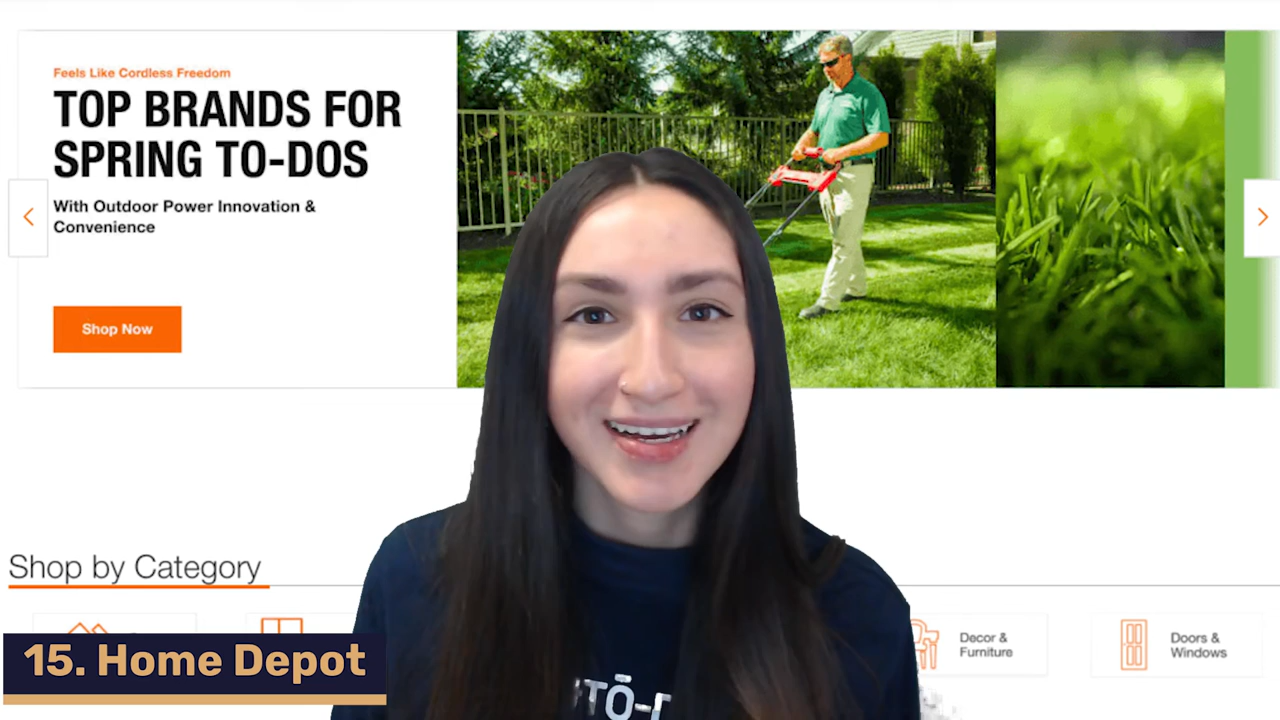 Feels Like Cordless Freedom
TOP BRANDS FOR
SPRING TO-DOS
With Outdoor Power Innovation &
Convenience
Shop Now
Shop by Category
Decor &
Furniture
Doors &
Windows
15. Home Depot